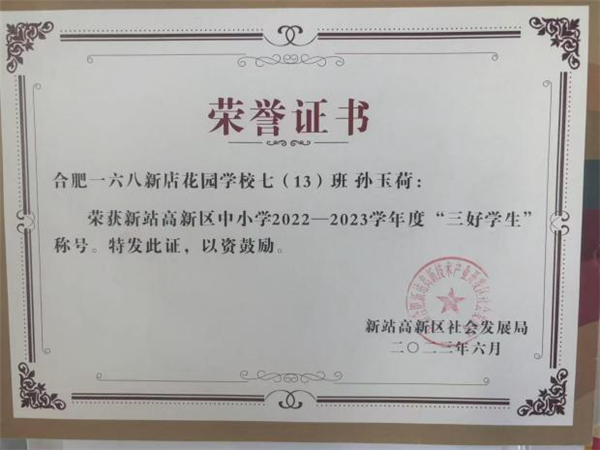 荣誉证书
合肥一六八新店花园学校七（13）班 孙玉荷：
荣获新站高新区中小学2022—2023学年度“三好学生”
称号。特发此证，以资鼓励。
新站高新区社会发展局
二〇二三年六月